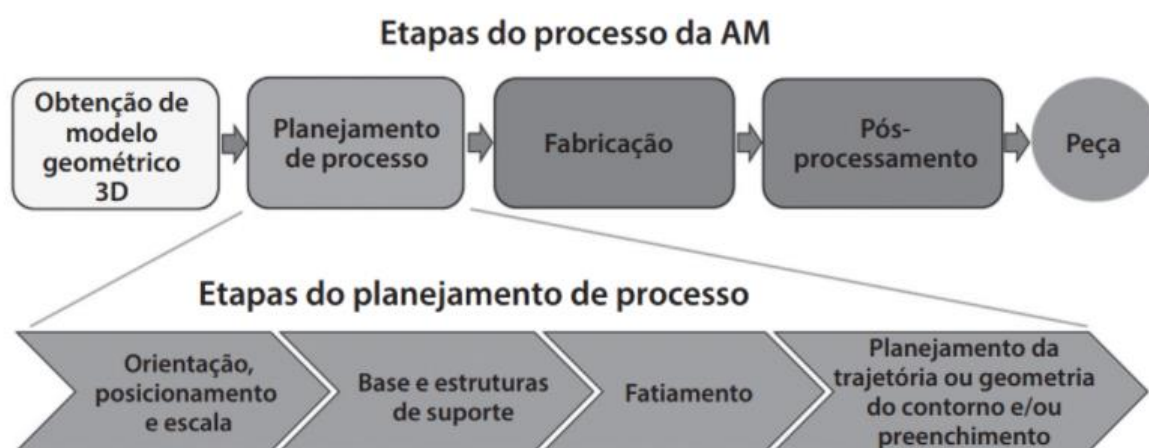 Etapas do processo da AM
Obtenção de
modelo
geométrico
3D
Planejamento
de processo
Fabricação
Pós-
processamento
Peça
Etapas do planejamento de processo
Orientação,
posicionamento
e escala
Base e estruturas
de suporte
Fatiamento
Planejamento da
trajetória ou geometria
do contorno e/ou
preenchimento